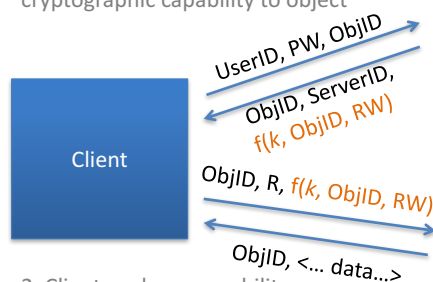 cryptographic capability to object
UserID, PW, ObjID
ObjID, ServerID,
f(k, ObjID, RW)
Client
ObjID, R, f(k, ObjID, RW)
ObjID, <... data...>